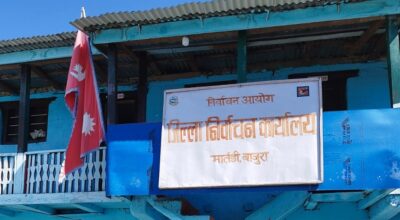 निर्वाचन आयोग
जिल्ला निर्वाचन कार्यालय
मार्तडी, बाजुरा